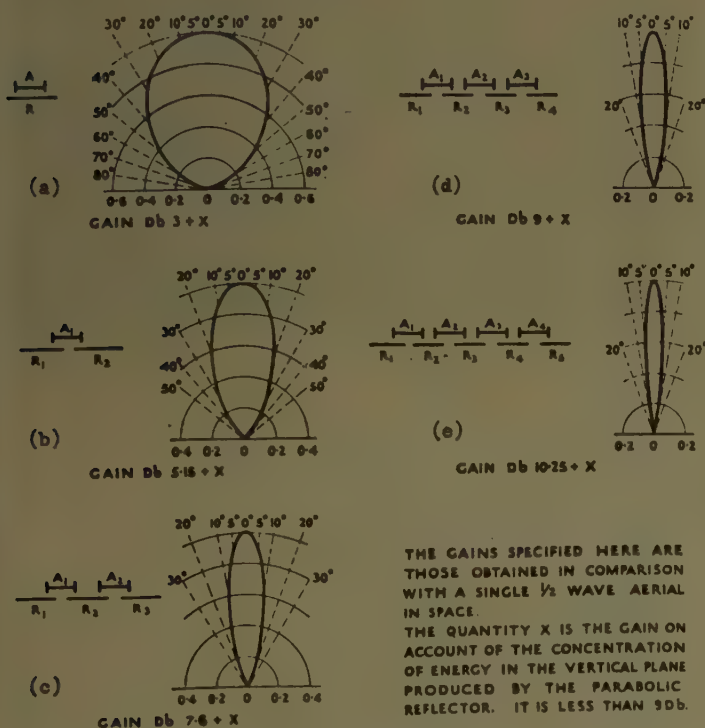 30° 20° 10° 5° 0° 5° 10° 20° 30°
A
R
40° 40°
50° 50°
60° 60°
70° 70°
80° 80°
(a)
0·6 0·4 0·2 0 0·2 0·4 0·6
GAIN Db 3 + X
20° 10° 5° 0° 5° 10° 20°
A₁
R₁ R₂
30° 30°
40° 40°
50° 50°
(b)
0·4 0·2 0 0·2 0·4
GAIN Db 5·16 + X
20° 10° 5° 0° 5° 10° 20°
A₁ A₂
R₁ R₂ R₃
30° 30°
(c)
0·4 0·2 0 0·2 0·4
GAIN Db 7·6 + X
10° 5° 0° 5° 10°
A₁ A₂ A₃
R₁ R₂ R₃ R₄
20° 20°
(d)
0·2 0 0·2
GAIN Db 9 + X
10° 5° 0° 5° 10°
A₁ A₂ A₃ A₄
R₁ R₂ R₃ R₄ R₅
20° 20°
(e)
0·2 0 0·2
GAIN Db 10·25 + X
THE GAINS SPECIFIED HERE ARE
THOSE OBTAINED IN COMPARISON
WITH A SINGLE ½ WAVE AERIAL
IN SPACE.
THE QUANTITY X IS THE GAIN ON
ACCOUNT OF THE CONCENTRATION
OF ENERGY IN THE VERTICAL PLANE
PRODUCED BY THE PARABOLIC
REFLECTOR. IT IS LESS THAN 9Db.